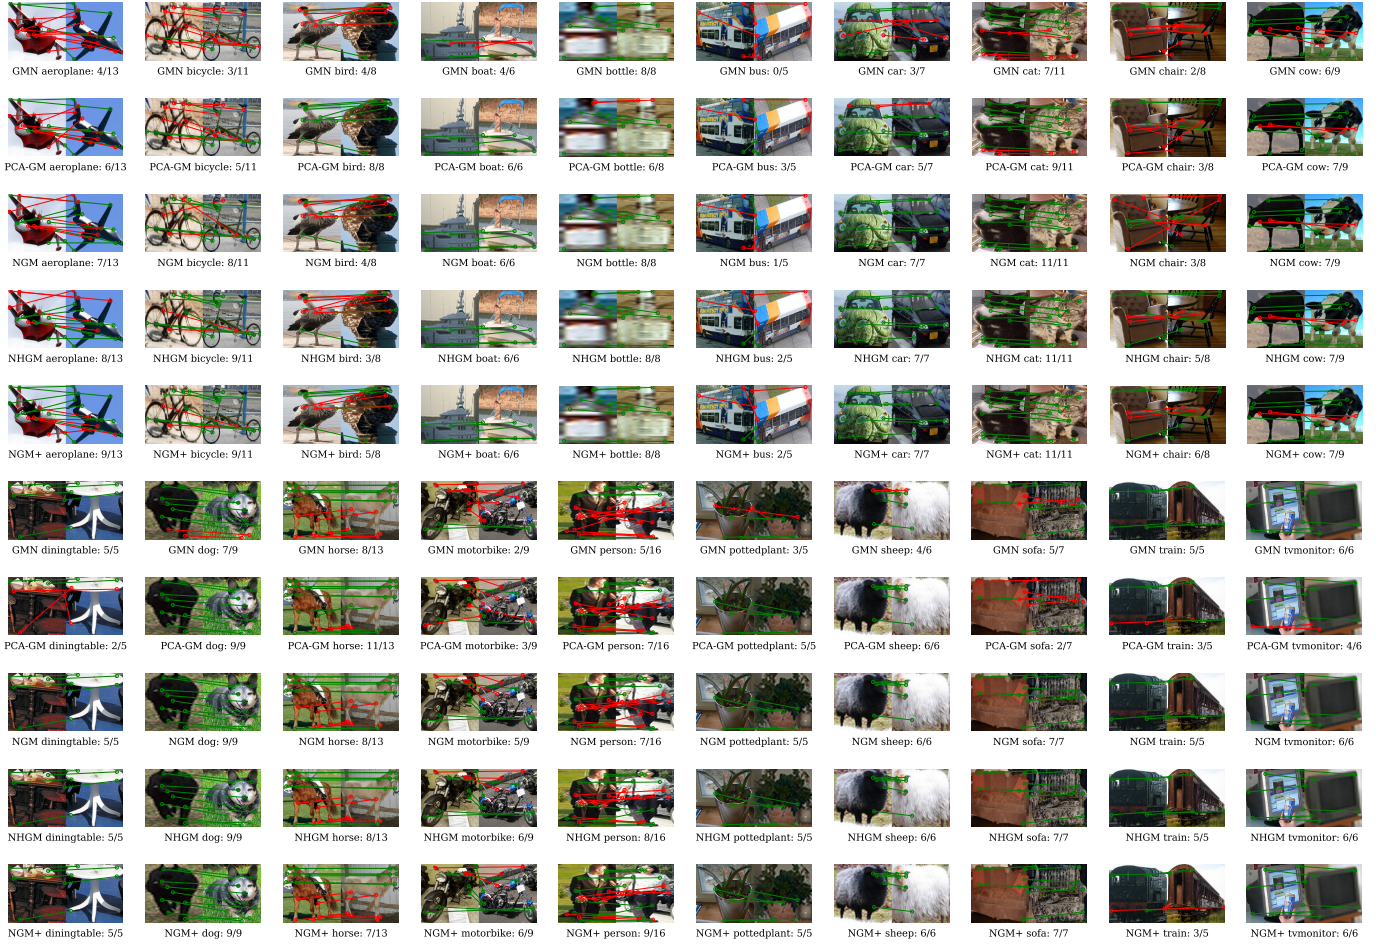 GMN aeroplane: 4/13 GMN bicycle: 3/11 GMN bird: 4/8 GMN boat: 4/6 GMN bottle: 8/8 GMN bus: 0/5 GMN car: 3/7 GMN cat: 7/11 GMN chair: 2/8 GMN cow: 6/9
PCA-GM aeroplane: 6/13 PCA-GM bicycle: 5/11 PCA-GM bird: 8/8 PCA-GM boat: 6/6 PCA-GM bottle: 6/8 PCA-GM bus: 3/5 PCA-GM car: 5/7 PCA-GM cat: 9/11 PCA-GM chair: 3/8 PCA-GM cow: 7/9
NGM aeroplane: 7/13 NGM bicycle: 8/11 NGM bird: 4/8 NGM boat: 6/6 NGM bottle: 8/8 NGM bus: 1/5 NGM car: 7/7 NGM cat: 11/11 NGM chair: 3/8 NGM cow: 7/9
NHGM aeroplane: 8/13 NHGM bicycle: 9/11 NHGM bird: 3/8 NHGM boat: 6/6 NHGM bottle: 8/8 NHGM bus: 2/5 NHGM car: 7/7 NHGM cat: 11/11 NHGM chair: 5/8 NHGM cow: 7/9
NGM+ aeroplane: 9/13 NGM+ bicycle: 9/11 NGM+ bird: 5/8 NGM+ boat: 6/6 NGM+ bottle: 8/8 NGM+ bus: 2/5 NGM+ car: 7/7 NGM+ cat: 11/11 NGM+ chair: 6/8 NGM+ cow: 7/9
GMN diningtable: 5/5 GMN dog: 7/9 GMN horse: 8/13 GMN motorbike: 2/9 GMN person: 5/16 GMN pottedplant: 3/5 GMN sheep: 4/6 GMN sofa: 5/7 GMN train: 5/5 GMN tvmonitor: 6/6
PCA-GM diningtable: 2/5 PCA-GM dog: 9/9 PCA-GM horse: 11/13 PCA-GM motorbike: 3/9 PCA-GM person: 7/16 PCA-GM pottedplant: 5/5 PCA-GM sheep: 6/6 PCA-GM sofa: 2/7 PCA-GM train: 3/5 PCA-GM tvmonitor: 4/6
NGM diningtable: 5/5 NGM dog: 9/9 NGM horse: 8/13 NGM motorbike: 5/9 NGM person: 7/16 NGM pottedplant: 5/5 NGM sheep: 6/6 NGM sofa: 7/7 NGM train: 5/5 NGM tvmonitor: 6/6
NHGM diningtable: 5/5 NHGM dog: 9/9 NHGM horse: 8/13 NHGM motorbike: 6/9 NHGM person: 8/16 NHGM pottedplant: 5/5 NHGM sheep: 6/6 NHGM sofa: 7/7 NHGM train: 5/5 NHGM tvmonitor: 6/6
NGM+ diningtable: 5/5 NGM+ dog: 9/9 NGM+ horse: 7/13 NGM+ motorbike: 6/9 NGM+ person: 9/16 NGM+ pottedplant: 5/5 NGM+ sheep: 6/6 NGM+ sofa: 7/7 NGM+ train: 3/5 NGM+ tvmonitor: 6/6